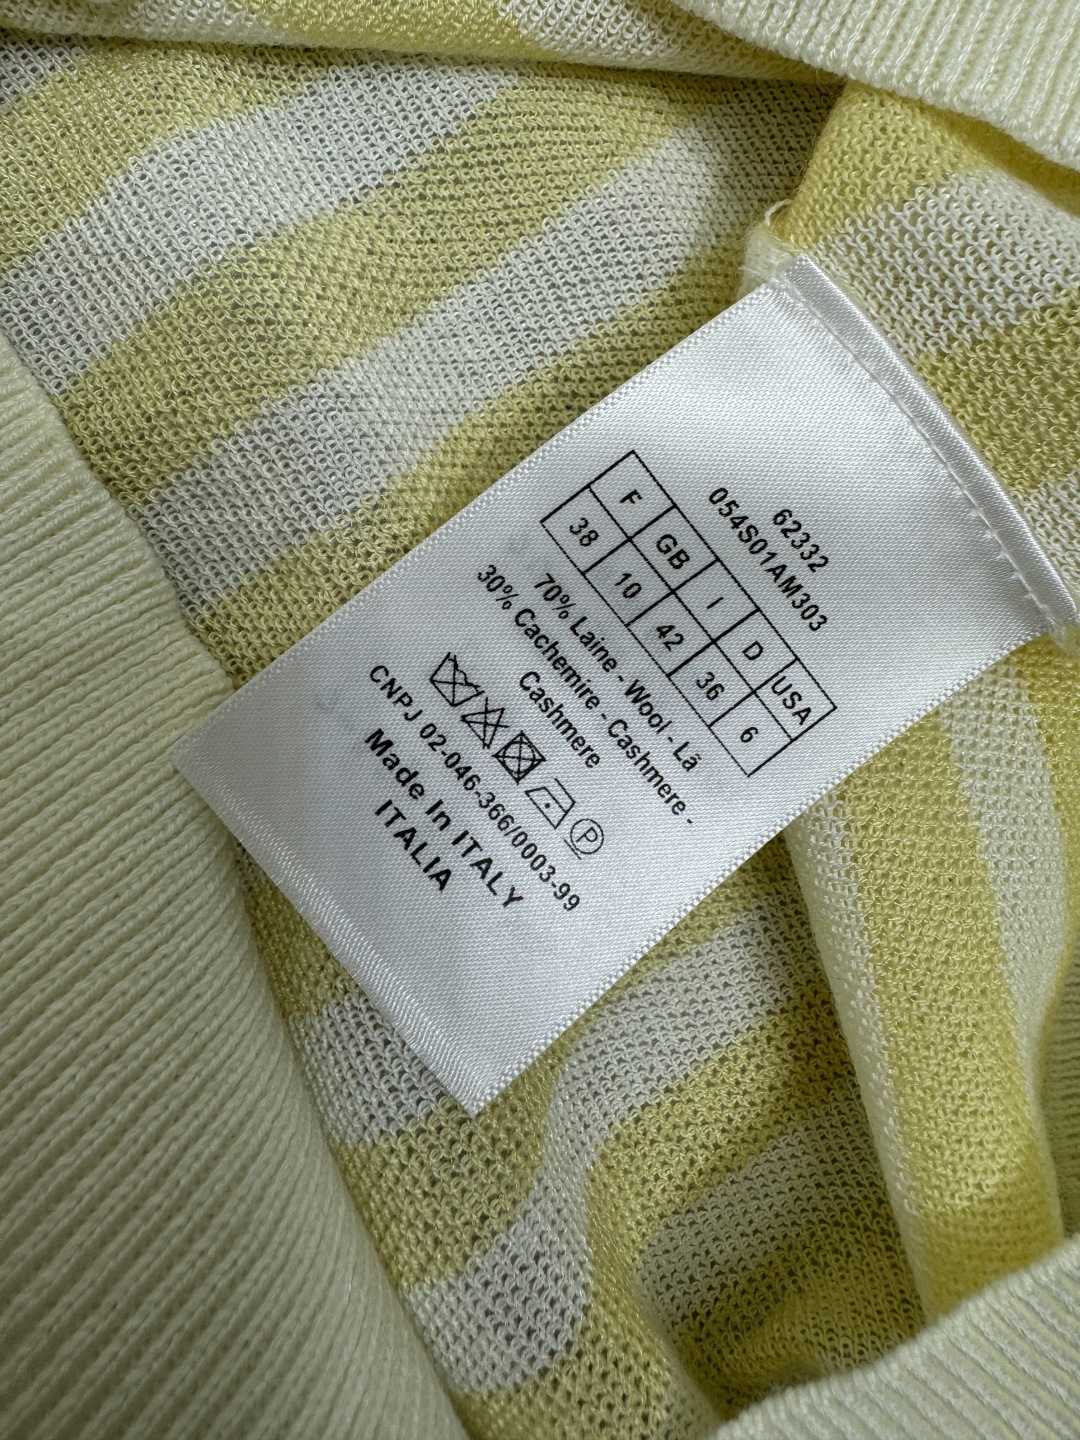 62332
054S01AM303
F GB I D USA
38 10 42 36 6
70% Laine - Wool - Lã
30% Cachemire - Cashmere -
Cashmere
P
CNPJ 02-046-366/0003-99
Made In ITALY
ITALIA